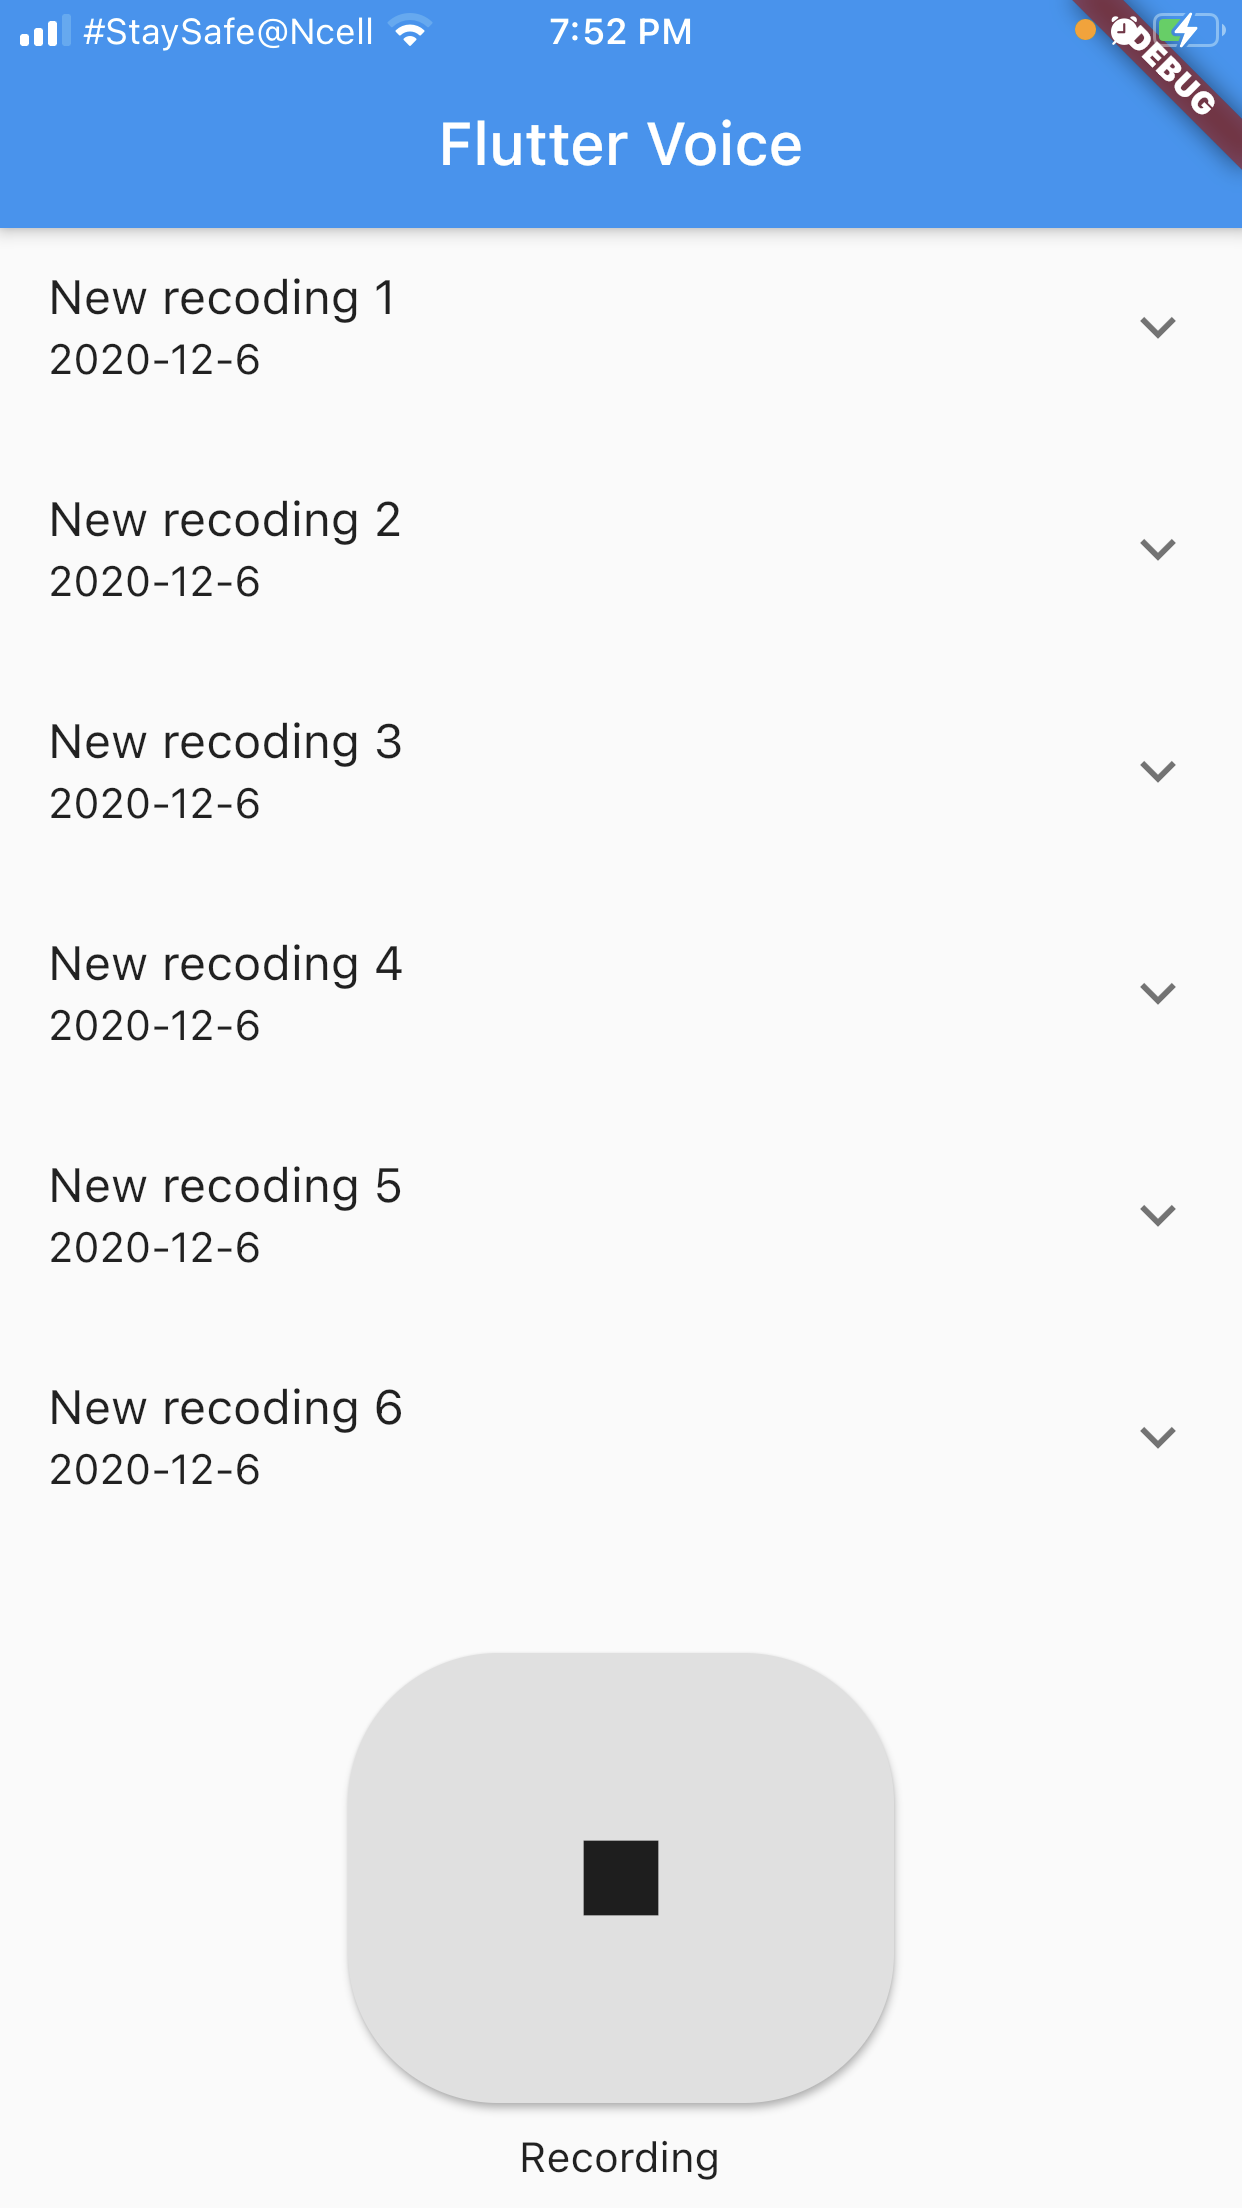 #StaySafe@Ncell 7:52 PM
DEBUG
Flutter Voice
New recoding 1
2020-12-6
New recoding 2
2020-12-6
New recoding 3
2020-12-6
New recoding 4
2020-12-6
New recoding 5
2020-12-6
New recoding 6
2020-12-6
Recording